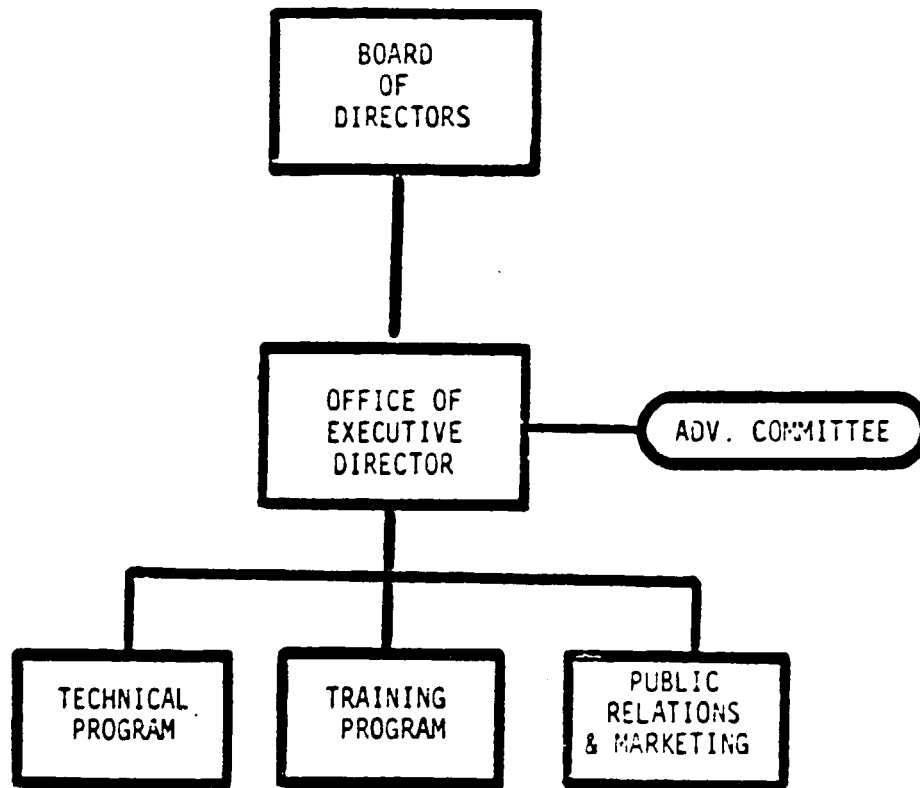 BOARD
OF
DIRECTORS
OFFICE OF
EXECUTIVE
DIRECTOR
ADV. COMMITTEE
TECHNICAL
PROGRAM
TRAINING
PROGRAM
PUBLIC
RELATIONS
& MARKETING